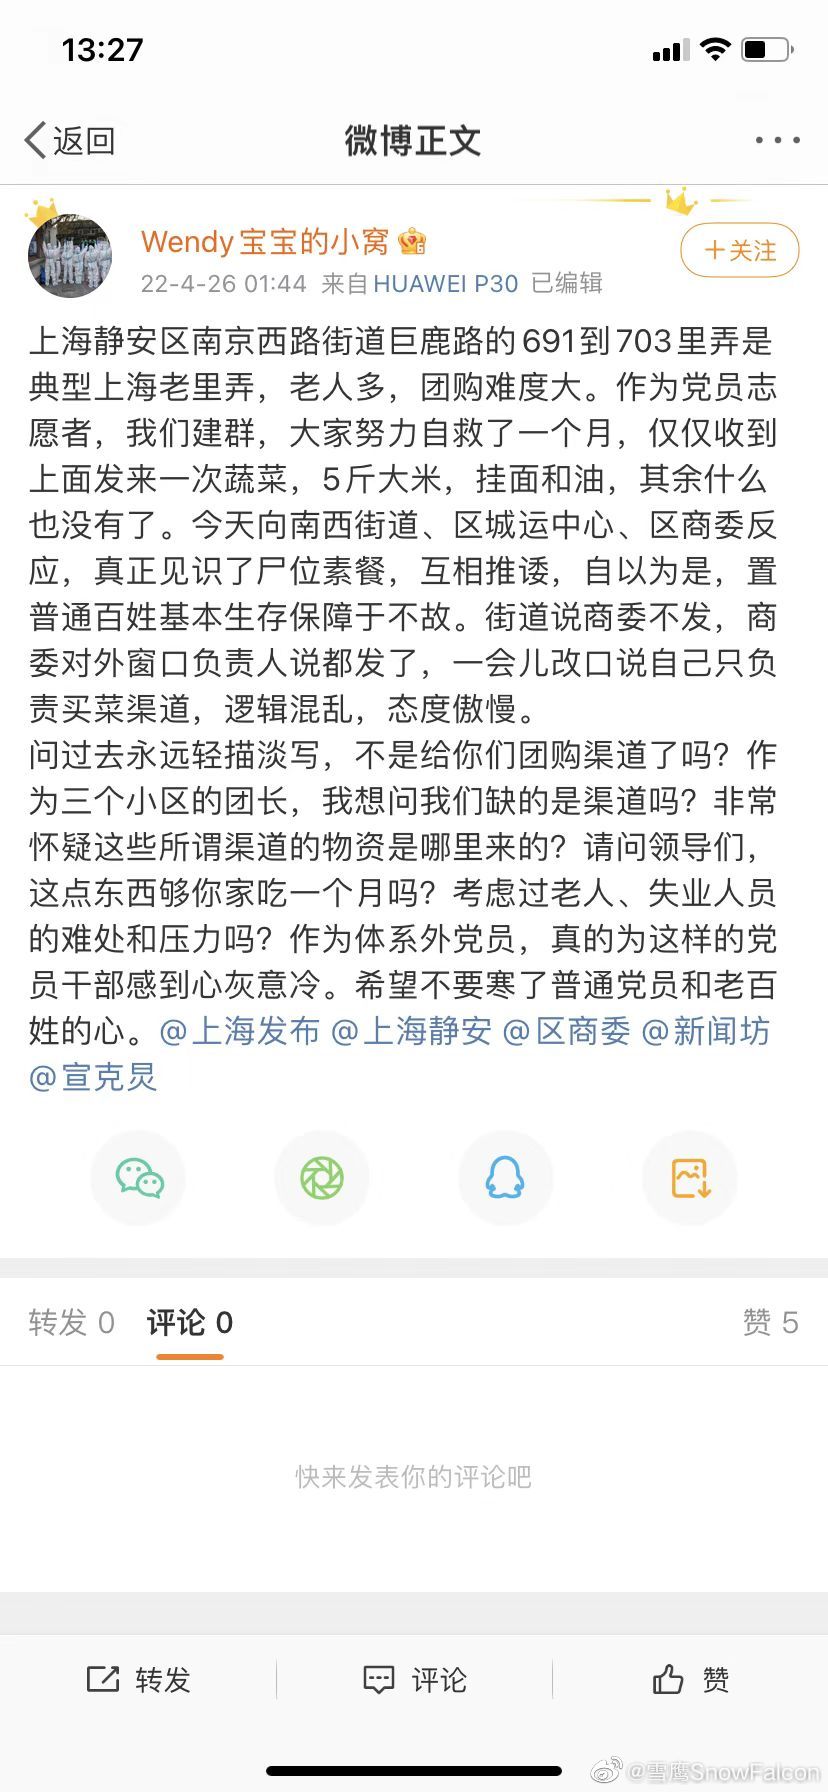 13:27
返回
微博正文
Wendy宝宝的小窝
＋关注
22-4-26 01:44 来自 HUAWEI P30 已编辑
上海静安区南京西路街道巨鹿路的691到703里弄是
典型上海老里弄，老人多，团购难度大。作为党员志
愿者，我们建群，大家努力自救了一个月，仅仅收到
上面发来一次蔬菜，5斤大米，挂面和油，其余什么
也没有了。今天向南西街道、区城运中心、区商委反
应，真正见识了尸位素餐，互相推诿，自以为是，置
普通百姓基本生存保障于不故。街道说商委不发，商
委对外窗口负责人说都发了，一会儿改口说自己只负
责买菜渠道，逻辑混乱，态度傲慢。
问过去永远轻描淡写，不是给你们团购渠道了吗？作
为三个小区的团长，我想问我们缺的是渠道吗？非常
怀疑这些所谓渠道的物资是哪里来的？请问领导们，
这点东西够你家吃一个月吗？考虑过老人、失业人员
的难处和压力吗？作为体系外党员，真的为这样的党
员干部感到心灰意冷。希望不要寒了普通党员和老百
姓的心。@上海发布 @上海静安 @区商委 @新闻坊
@宣克炅
转发 0 评论 0 赞 5
快来发表你的评论吧
转发 评论 赞
@雪鹰SnowFalcon